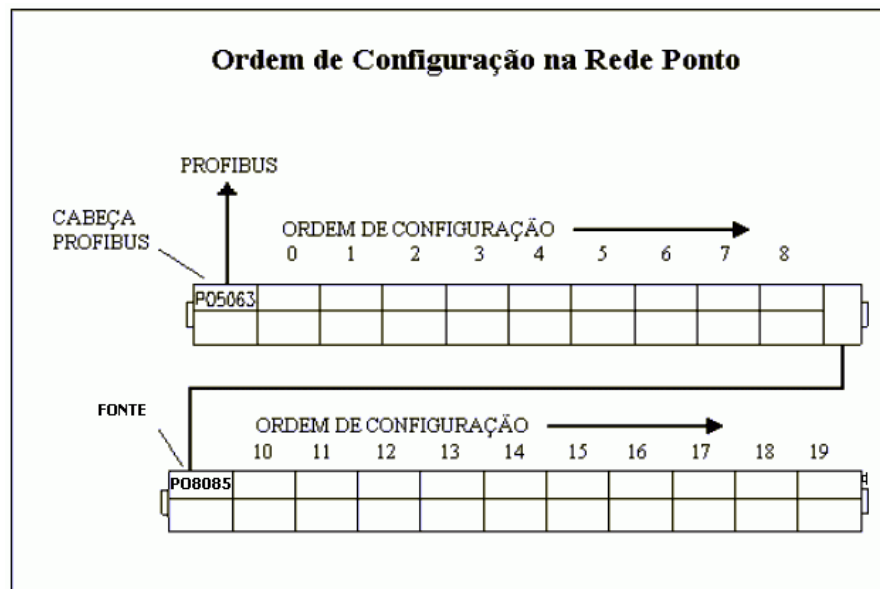 Ordem de Configuração na Rede Ponto
PROFIBUS
CABEÇA
PROFIBUS
ORDEM DE CONFIGURAÇÃO
0 1 2 3 4 5 6 7 8
PO5063
FONTE
ORDEM DE CONFIGURAÇÃO
10 11 12 13 14 15 16 17 18 19
PO8085